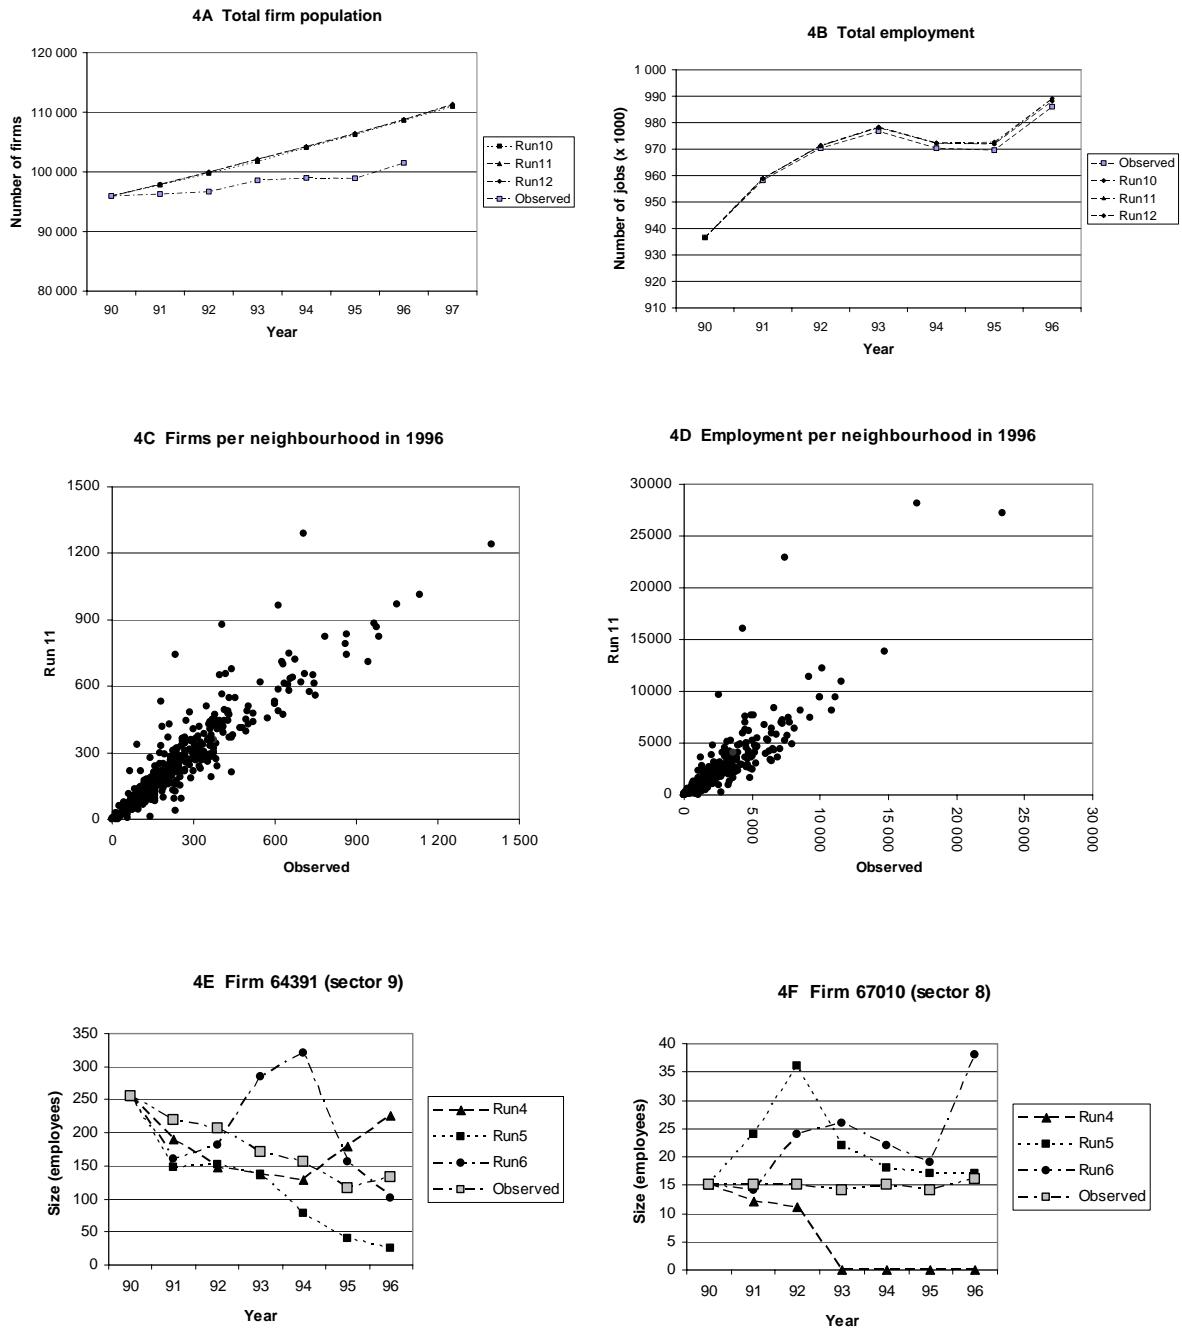 4A Total firm population
120 000
110 000
100 000
90 000
80 000
Number of firms
90 91 92 93 94 95 96 97
Year
Run10
Run11
Run12
Observed
4B Total employment
1 000
990
980
970
960
950
940
930
920
910
Number of jobs (x 1000)
90 91 92 93 94 95 96
Year
Observed
Run10
Run11
Run12
4C Firms per neighbourhood in 1996
1500
1200
900
600
300
0
Run 11
0 300 600 900 1 200 1 500
Observed
4D Employment per neighbourhood in 1996
30000
25000
20000
15000
10000
5000
0
Run 11
0 5 000 10 000 15 000 20 000 25 000 30 000
Observed
4E Firm 64391 (sector 9)
350
300
250
200
150
100
50
0
Size (employees)
90 91 92 93 94 95 96
Year
Run4
Run5
Run6
Observed
4F Firm 67010 (sector 8)
40
35
30
25
20
15
10
5
0
Size (employees)
90 91 92 93 94 95 96
Year
Run4
Run5
Run6
Observed